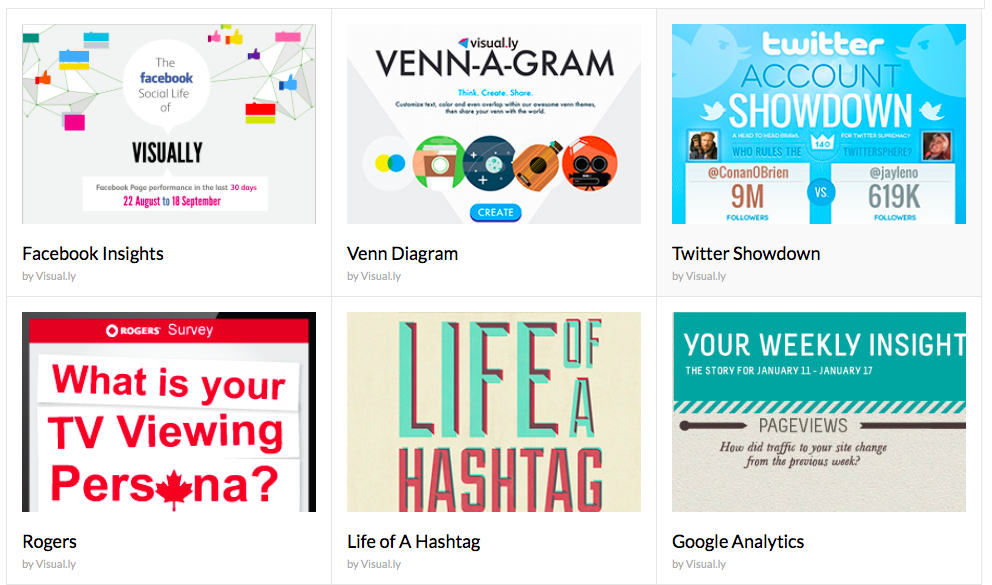 The
facebook
Social Life
of
VISUALLY
Facebook Page performance in the last 30 days
22 August to 18 September
Facebook Insights
by Visual.ly
visual.ly
VENN-A-GRAM
Think. Create. Share.
Customize text, color and even overlap within our awesome venn themes,
then share your venn with the world.
CREATE
Venn Diagram
by Visual.ly
twitter
ACCOUNT
SHOWDOWN
A HEAD TO HEAD BRAWL FOR TWITTER SUPREMACY
140
WHO RULES THE TWITTERSPHERE?
@ConanOBrien
9M
FOLLOWERS
VS.
@jayleno
619K
FOLLOWERS
Twitter Showdown
by Visual.ly
ROGERS Survey
What is your
TV Viewing
Persona?
Rogers
by Visual.ly
LIFE OF A
HASHTAG
Life of A Hashtag
by Visual.ly
YOUR WEEKLY INSIGHT
THE STORY FOR JANUARY 11 - JANUARY 17
PAGEVIEWS
How did traffic to your site change
from the previous week?
Google Analytics
by Visual.ly